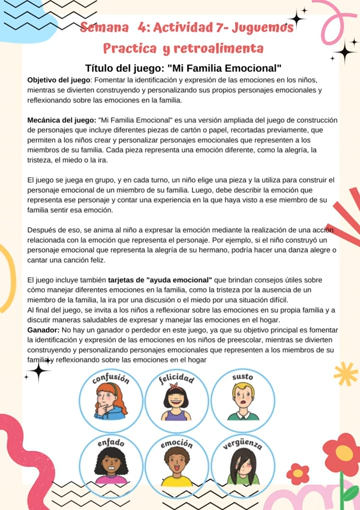 Semana 4: Actividad 7- Juguemos
Practica y retroalimenta
Título del juego: "Mi Familia Emocional"
Objetivo del juego: Fomentar la identificación y expresión de las emociones en los niños,
mientras se divierten construyendo y personalizando sus propios personajes emocionales y
reflexionando sobre las emociones en la familia.
Mecánica del juego: "Mi Familia Emocional" es una versión ampliada del juego de construcción
de personajes que incluye diferentes piezas de cartón o papel, recortadas previamente, que
permiten a los niños crear y personalizar personajes emocionales que representen a los
miembros de su familia. Cada pieza representa una emoción diferente, como la alegría, la
tristeza, el miedo o la ira.
El juego se juega en grupo, y en cada turno, un niño elige una pieza y la utiliza para construir el
personaje emocional de un miembro de su familia. Luego, debe describir la emoción que
representa ese personaje y contar una experiencia en la que haya visto a ese miembro de su
familia sentir esa emoción.
Después de eso, se anima al niño a expresar la emoción mediante la realización de una acción
relacionada con la emoción que representa el personaje. Por ejemplo, si el niño construyó un
personaje emocional que representa la alegría de su hermano, podría hacer una danza alegre o
cantar una canción feliz.
El juego incluye también tarjetas de "ayuda emocional" que brindan consejos útiles sobre
cómo manejar diferentes emociones en la familia, como la tristeza por la ausencia de un
miembro de la familia, la ira por una discusión o el miedo por una situación difícil.
Al final del juego, se invita a los niños a reflexionar sobre las emociones en su propia familia y a
discutir maneras saludables de expresar y manejar las emociones en el hogar.
Ganador: No hay un ganador o perdedor en este juego, ya que su objetivo principal es fomentar
la identificación y expresión de las emociones en los niños de preescolar, mientras se divierten
construyendo y personalizando personajes emocionales que representen a los miembros de su
familia y reflexionando sobre las emociones en el hogar
confusión felicidad susto
enfado emoción vergüenza